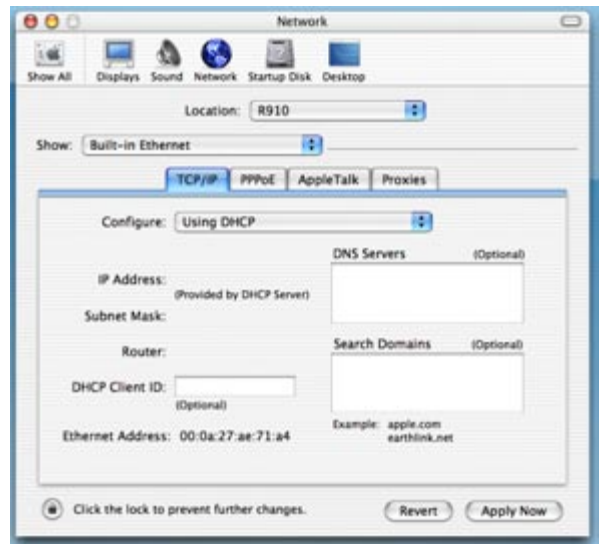 Network
Show All Displays Sound Network Startup Disk Desktop
Location: R910
Show: Built-in Ethernet
TCP/IP PPPoE AppleTalk Proxies
Configure: Using DHCP
DNS Servers (Optional)
IP Address:
(Provided by DHCP Server)
Subnet Mask:
Search Domains (Optional)
Router:
DHCP Client ID:
(Optional)
Example: apple.com
earthlink.net
Ethernet Address: 00:0a:27:ae:71:a4
Click the lock to prevent further changes. Revert Apply Now